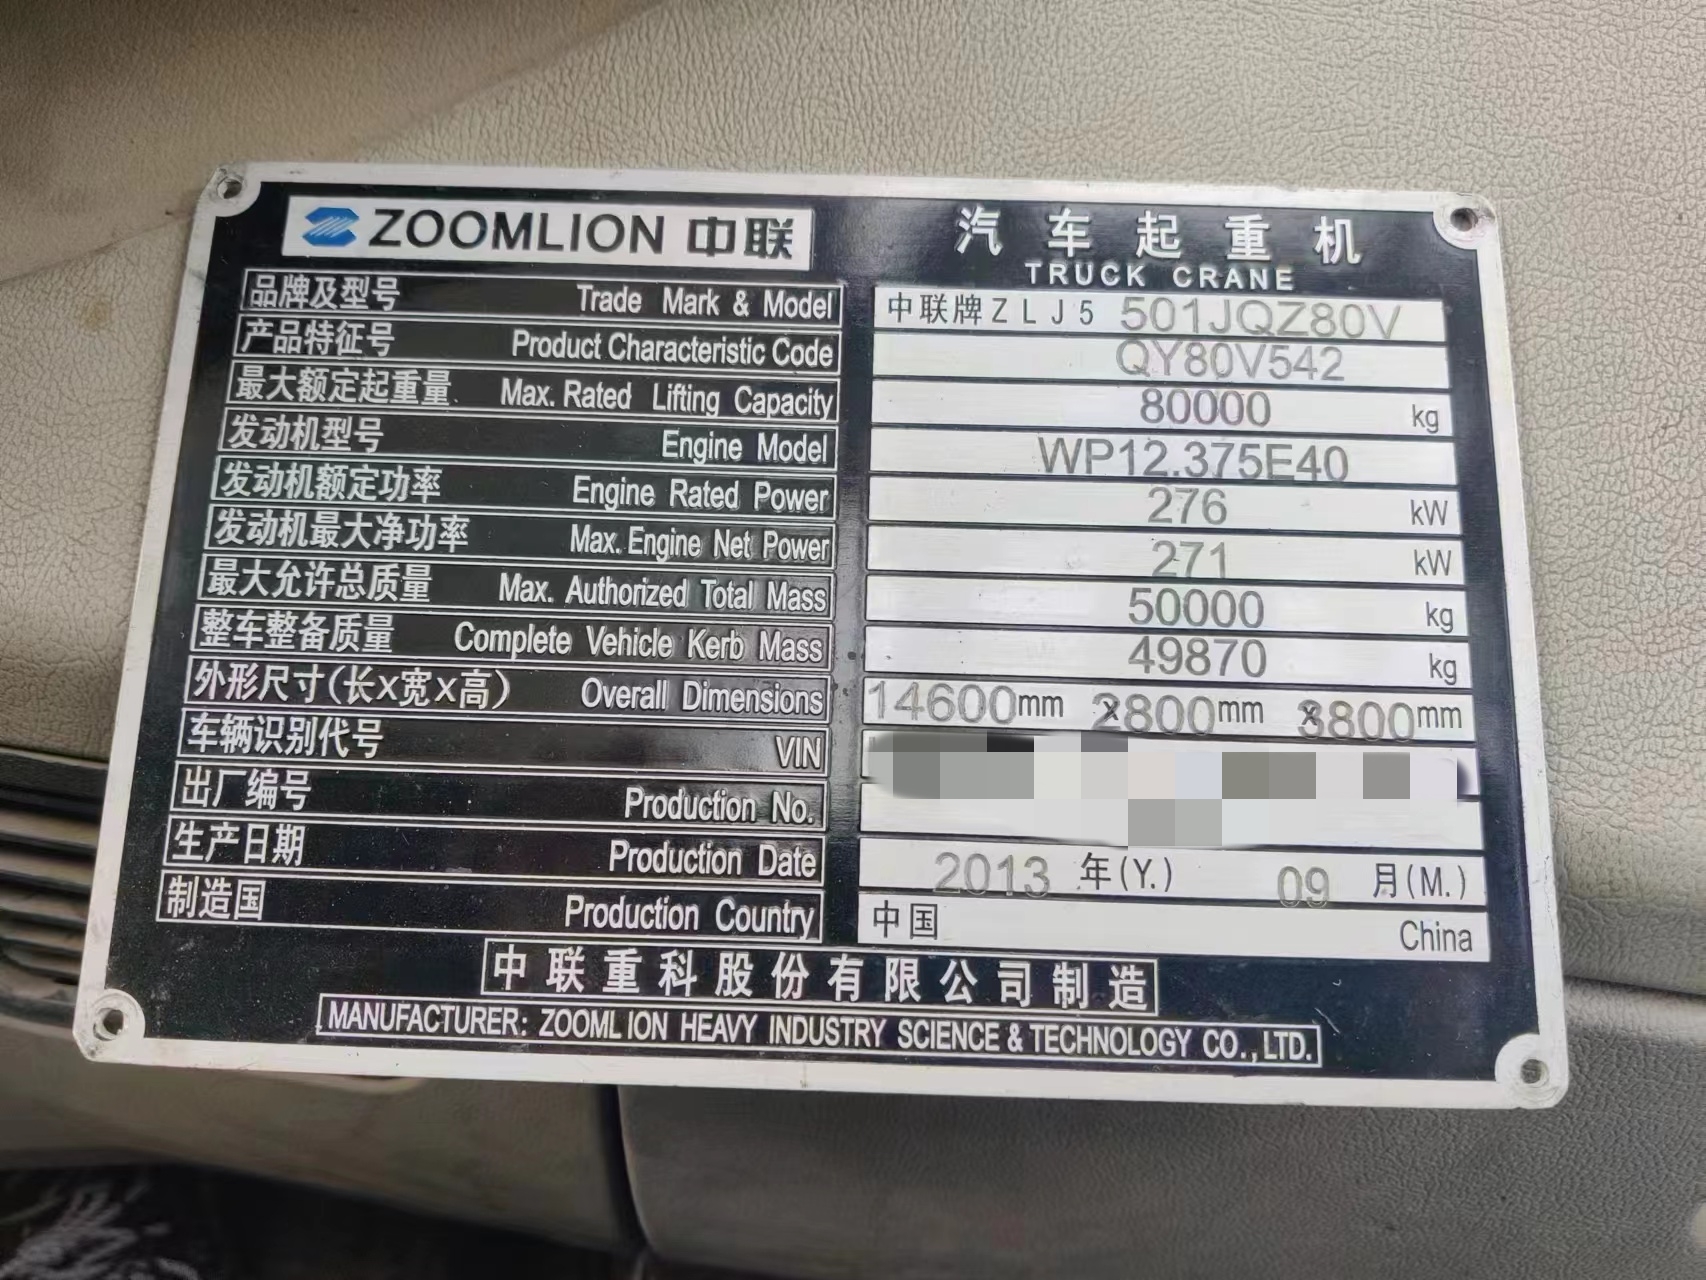 ZOOMLION 中联
汽车起重机
TRUCK CRANE
品牌及型号 Trade Mark & Model 中联牌ZLJ5 501JQZ80V
产品特征号 Product Characteristic Code QY80V542
最大额定起重量 Max. Rated Lifting Capacity 80000 kg
发动机型号 Engine Model WP12.375E40
发动机额定功率 Engine Rated Power 276 kW
发动机最大净功率 Max. Engine Net Power 271 kW
最大允许总质量 Max. Authorized Total Mass 50000 kg
整车整备质量 Complete Vehicle Kerb Mass 49870 kg
外形尺寸(长X宽X高) Overall Dimensions 14600mm x2800mm x3800mm
车辆识别代号 VIN
出厂编号 Production No.
生产日期 Production Date 2013 年(Y.) 09 月(M.)
制造国 Production Country 中国 China
中联重科股份有限公司制造
MANUFACTURER: ZOOMLION HEAVY INDUSTRY SCIENCE & TECHNOLOGY CO.,LTD.